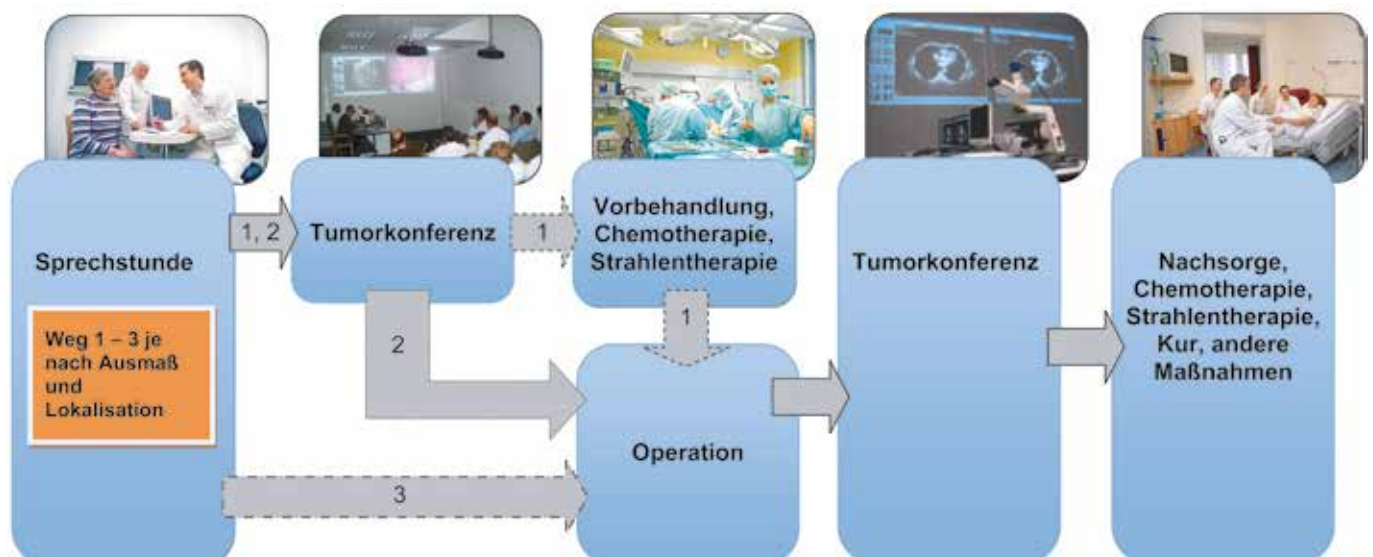 Sprechstunde
Weg 1 – 3 je
nach Ausmaß
und
Lokalisation
1, 2
Tumorkonferenz
1
Vorbehandlung,
Chemotherapie,
Strahlentherapie
2
1
3
Operation
Tumorkonferenz
Nachsorge,
Chemotherapie,
Strahlentherapie,
Kur, andere
Maßnahmen